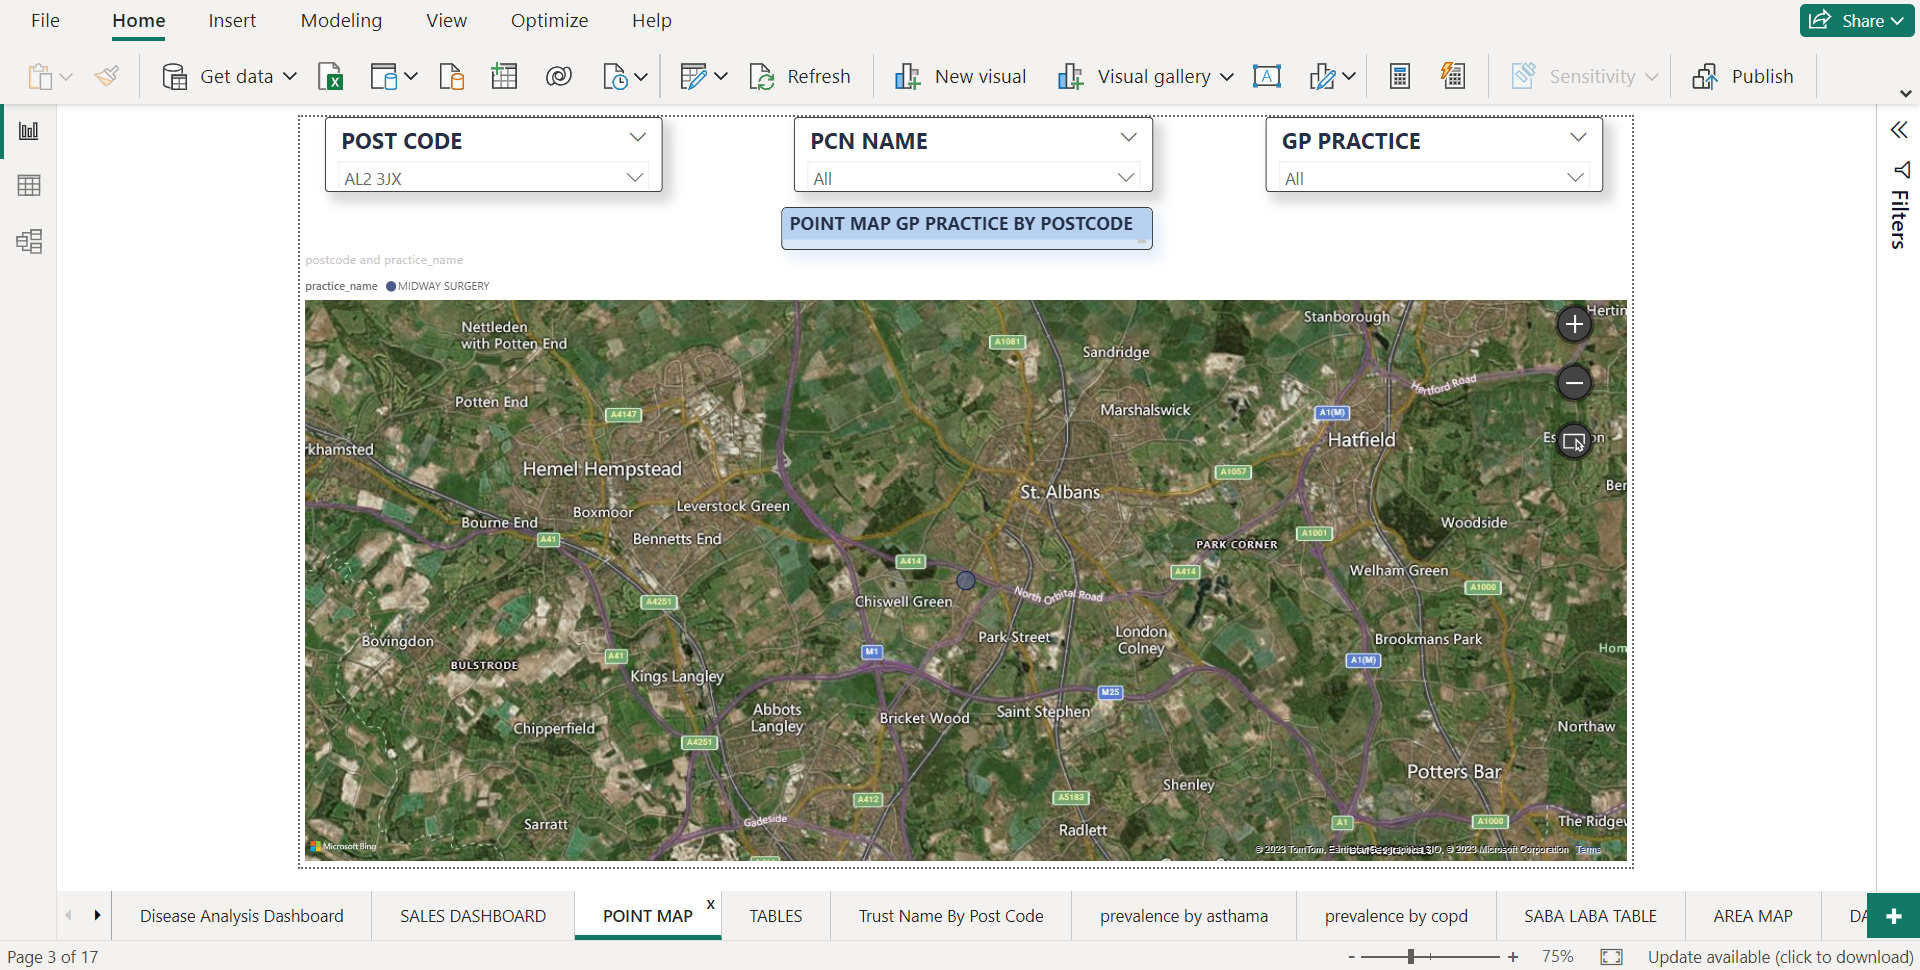 File Home Insert Modeling View Optimize Help Share
Get data Refresh New visual Visual gallery A Sensitivity Publish
POST CODE PCN NAME GP PRACTICE
AL2 3JX All All
Filters
POINT MAP GP PRACTICE BY POSTCODE
postcode and practice_name
practice_name MIDWAY SURGERY
Stanborough
Nettleden
with Potten End
A1081
Sandridge
Hertford Road
Potten End
A4147
Marshalswick
A1(M)
Hatfield
khamsted
Hemel Hempstead
A1057
St. Albans
Leverstock Green
Boxmoor
Bourne End
Woodside
A41
Bennetts End
A1001
PARK CORNER
A414
A414
Welham Green
A1000
North Orbital Road
A4251
Chiswell Green
Park Street
London
Colney
Brookmans Park
Bovingdon
M1
Hom
A41
BULSTRODE
A1(M)
Kings Langley
M25
Abbots
Langley
Saint Stephen
Bricket Wood
Chipperfield
Northaw
A4251
Potters Bar
Shenley
A412
A5183
Gadeside
Sarratt
A1
A1000
The Ridgew
Radlett
Microsoft Bing
© 2023 TomTom, Earthstar Geographics SIO, © 2023 Microsoft Corporation Terms
Disease Analysis Dashboard SALES DASHBOARD POINT MAP x TABLES Trust Name By Post Code prevalence by asthama prevalence by copd SABA LABA TABLE AREA MAP DA +
Page 3 of 17 - + 75% Update available (click to download)